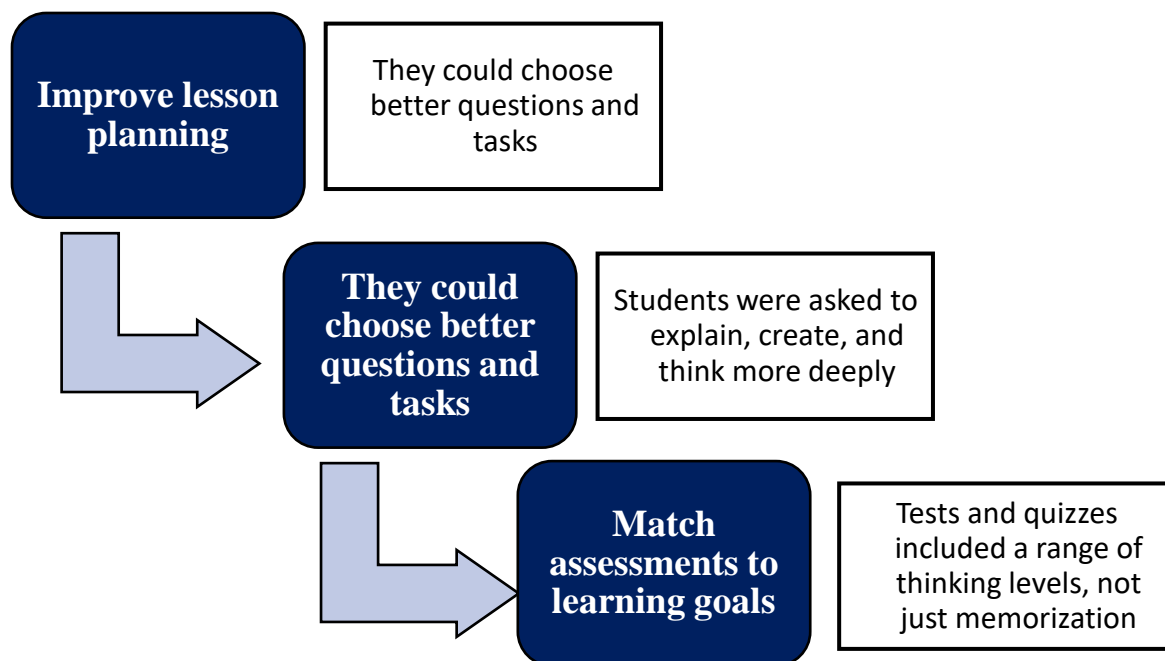 Improve lesson
planning
They could choose
better questions and
tasks
They could
choose better
questions and
tasks
Students were asked to
explain, create, and
think more deeply
Match
assessments to
learning goals
Tests and quizzes
included a range of
thinking levels, not
just memorization